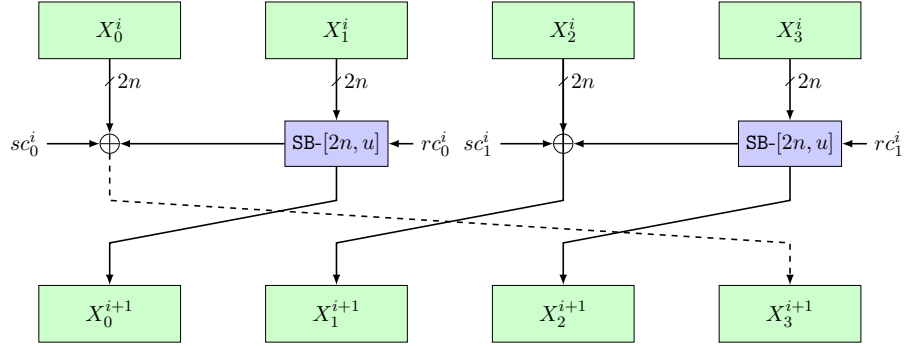 $X_0^i$ $X_1^i$ $X_2^i$ $X_3^i$
$2n$ $2n$ $2n$ $2n$
$sc_0^i$ SB-$[2n, u]$ $rc_0^i$ $sc_1^i$ SB-$[2n, u]$ $rc_1^i$
$X_0^{i+1}$ $X_1^{i+1}$ $X_2^{i+1}$ $X_3^{i+1}$